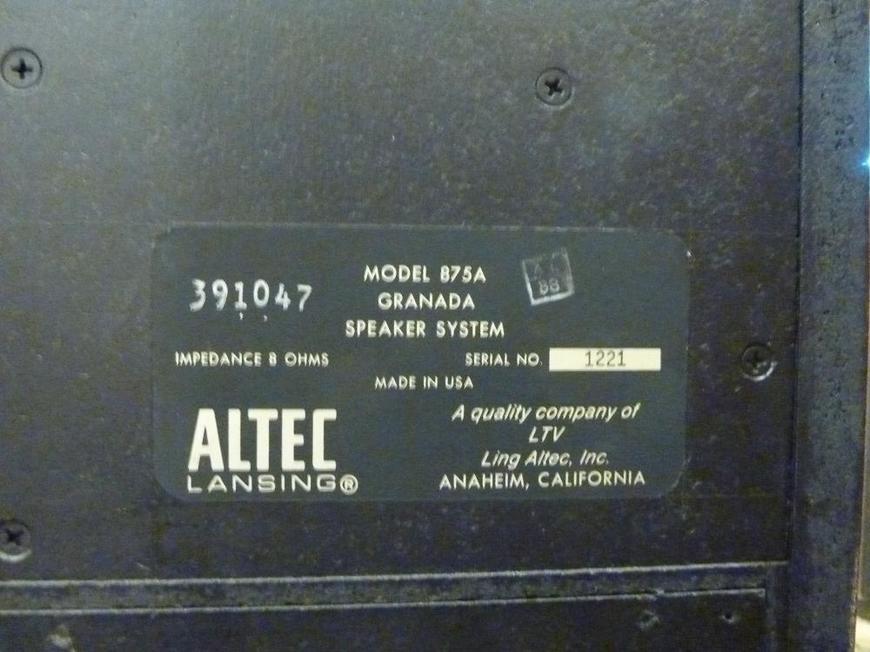 391047
MODEL 875A
GRANADA
SPEAKER SYSTEM
88
IMPEDANCE 8 OHMS
SERIAL NO. 1221
MADE IN USA
ALTEC
LANSING®
A quality company of
LTV
Ling Altec, Inc.
ANAHEIM, CALIFORNIA